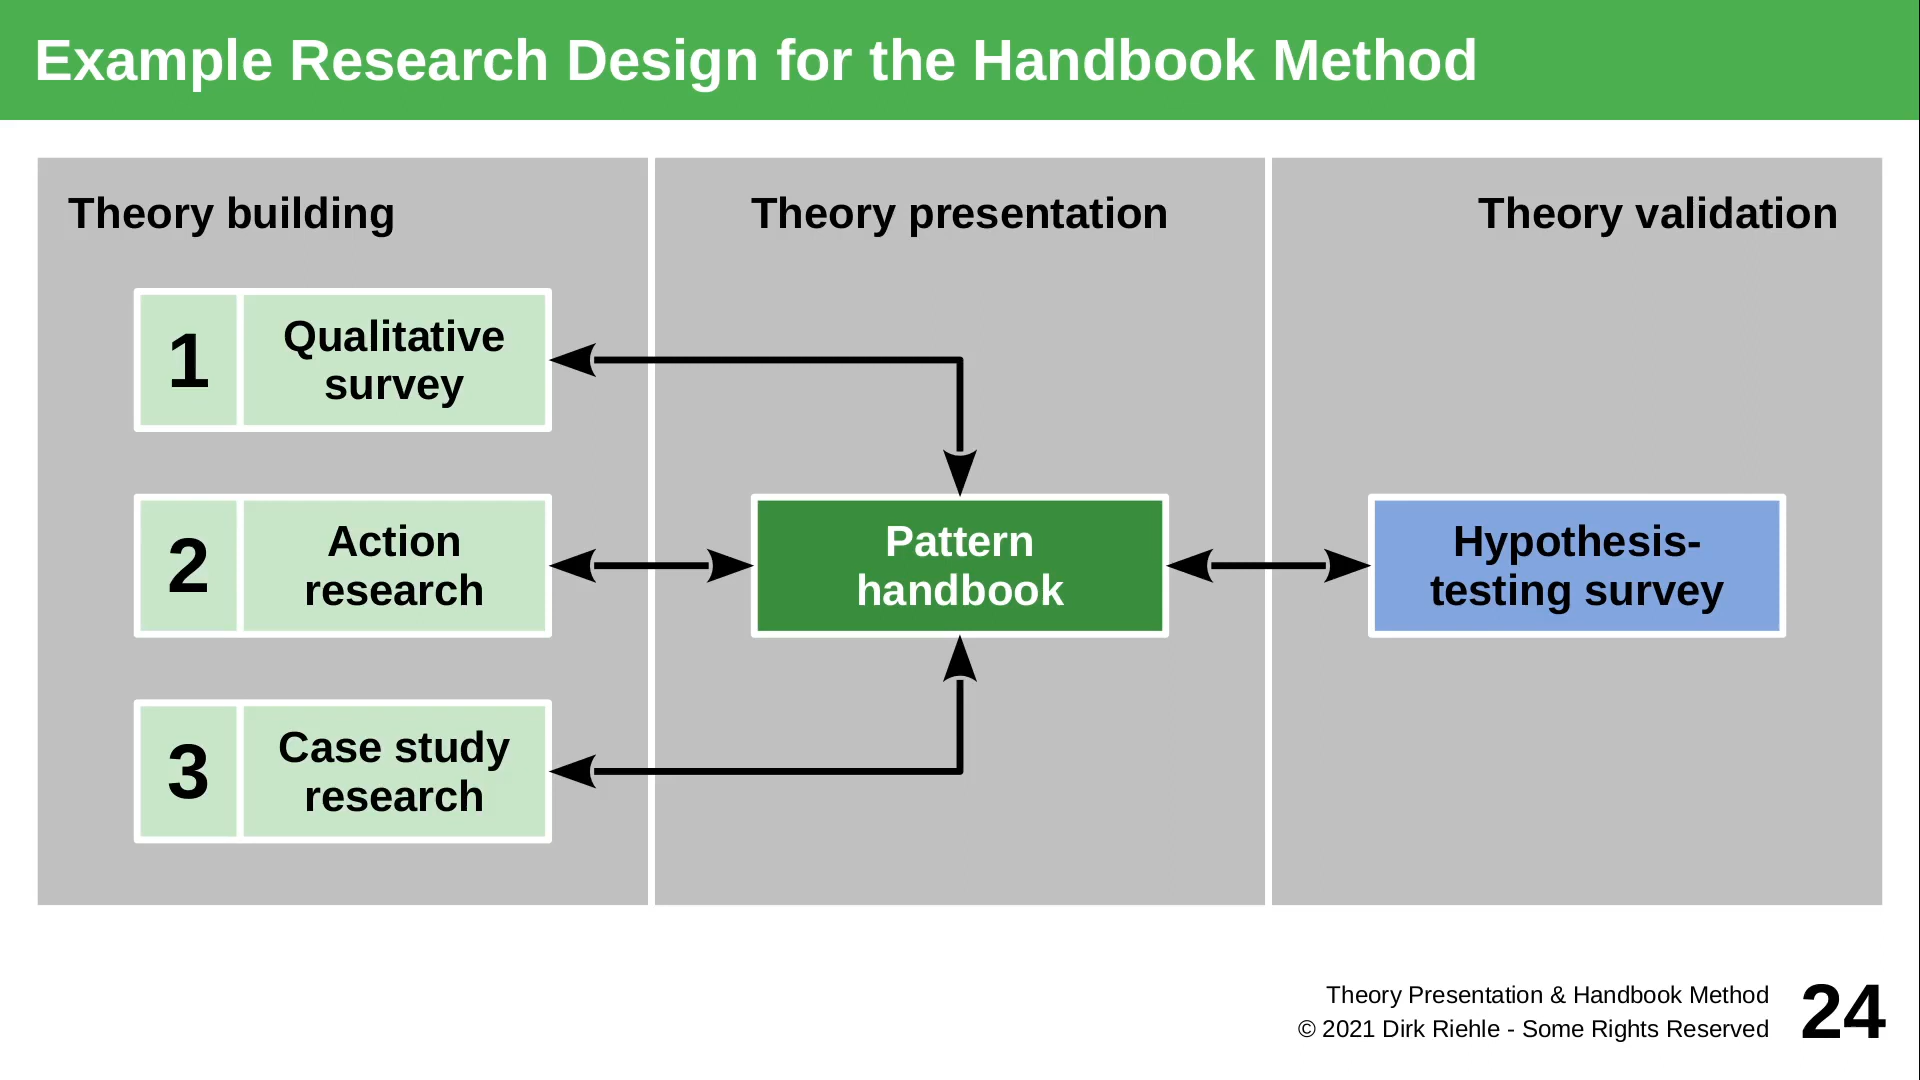 Example Research Design for the Handbook Method
Theory building
Theory presentation
Theory validation
1
Qualitative
survey
2
Action
research
3
Case study
research
Pattern
handbook
Hypothesis-
testing survey
Theory Presentation & Handbook Method
© 2021 Dirk Riehle - Some Rights Reserved
24